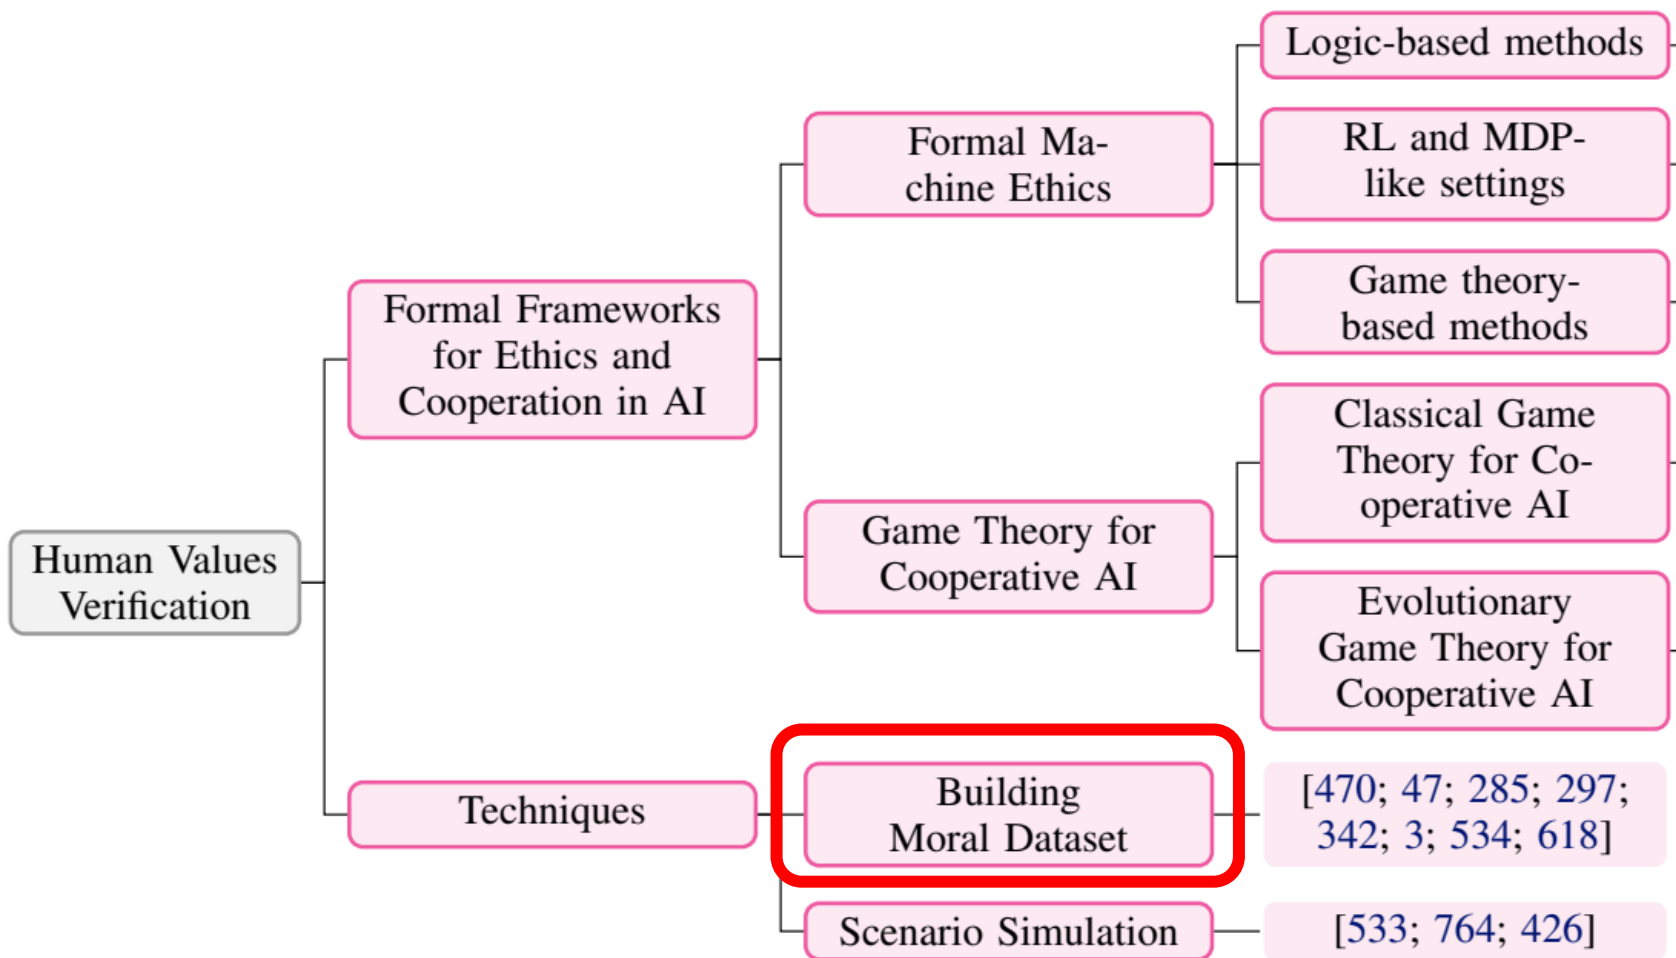 Logic-based methods
Formal Ma-
chine Ethics
RL and MDP-
like settings
Game theory-
based methods
Formal Frameworks
for Ethics and
Cooperation in AI
Classical Game
Theory for Co-
operative AI
Game Theory for
Cooperative AI
Evolutionary
Game Theory for
Cooperative AI
Human Values
Verification
Techniques
Building
Moral Dataset
[470; 47; 285; 297;
342; 3; 534; 618]
Scenario Simulation
[533; 764; 426]